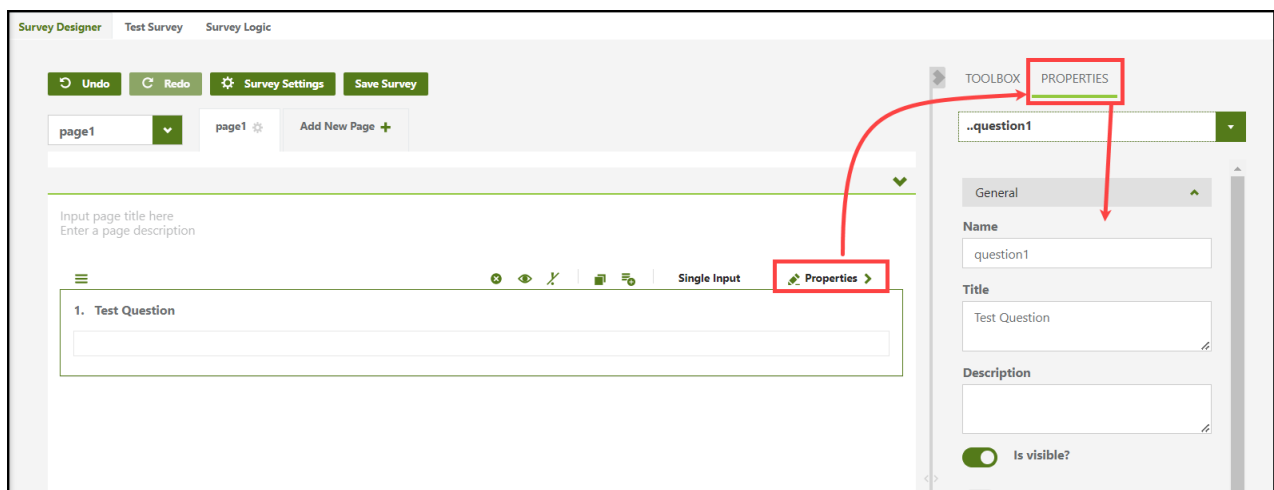 Survey Designer Test Survey Survey Logic
Undo Redo Survey Settings Save Survey
page1 page1 Add New Page
Input page title here
Enter a page description
Single Input Properties
1. Test Question
TOOLBOX PROPERTIES
..question1
General
Name
question1
Title
Test Question
Description
Is visible?